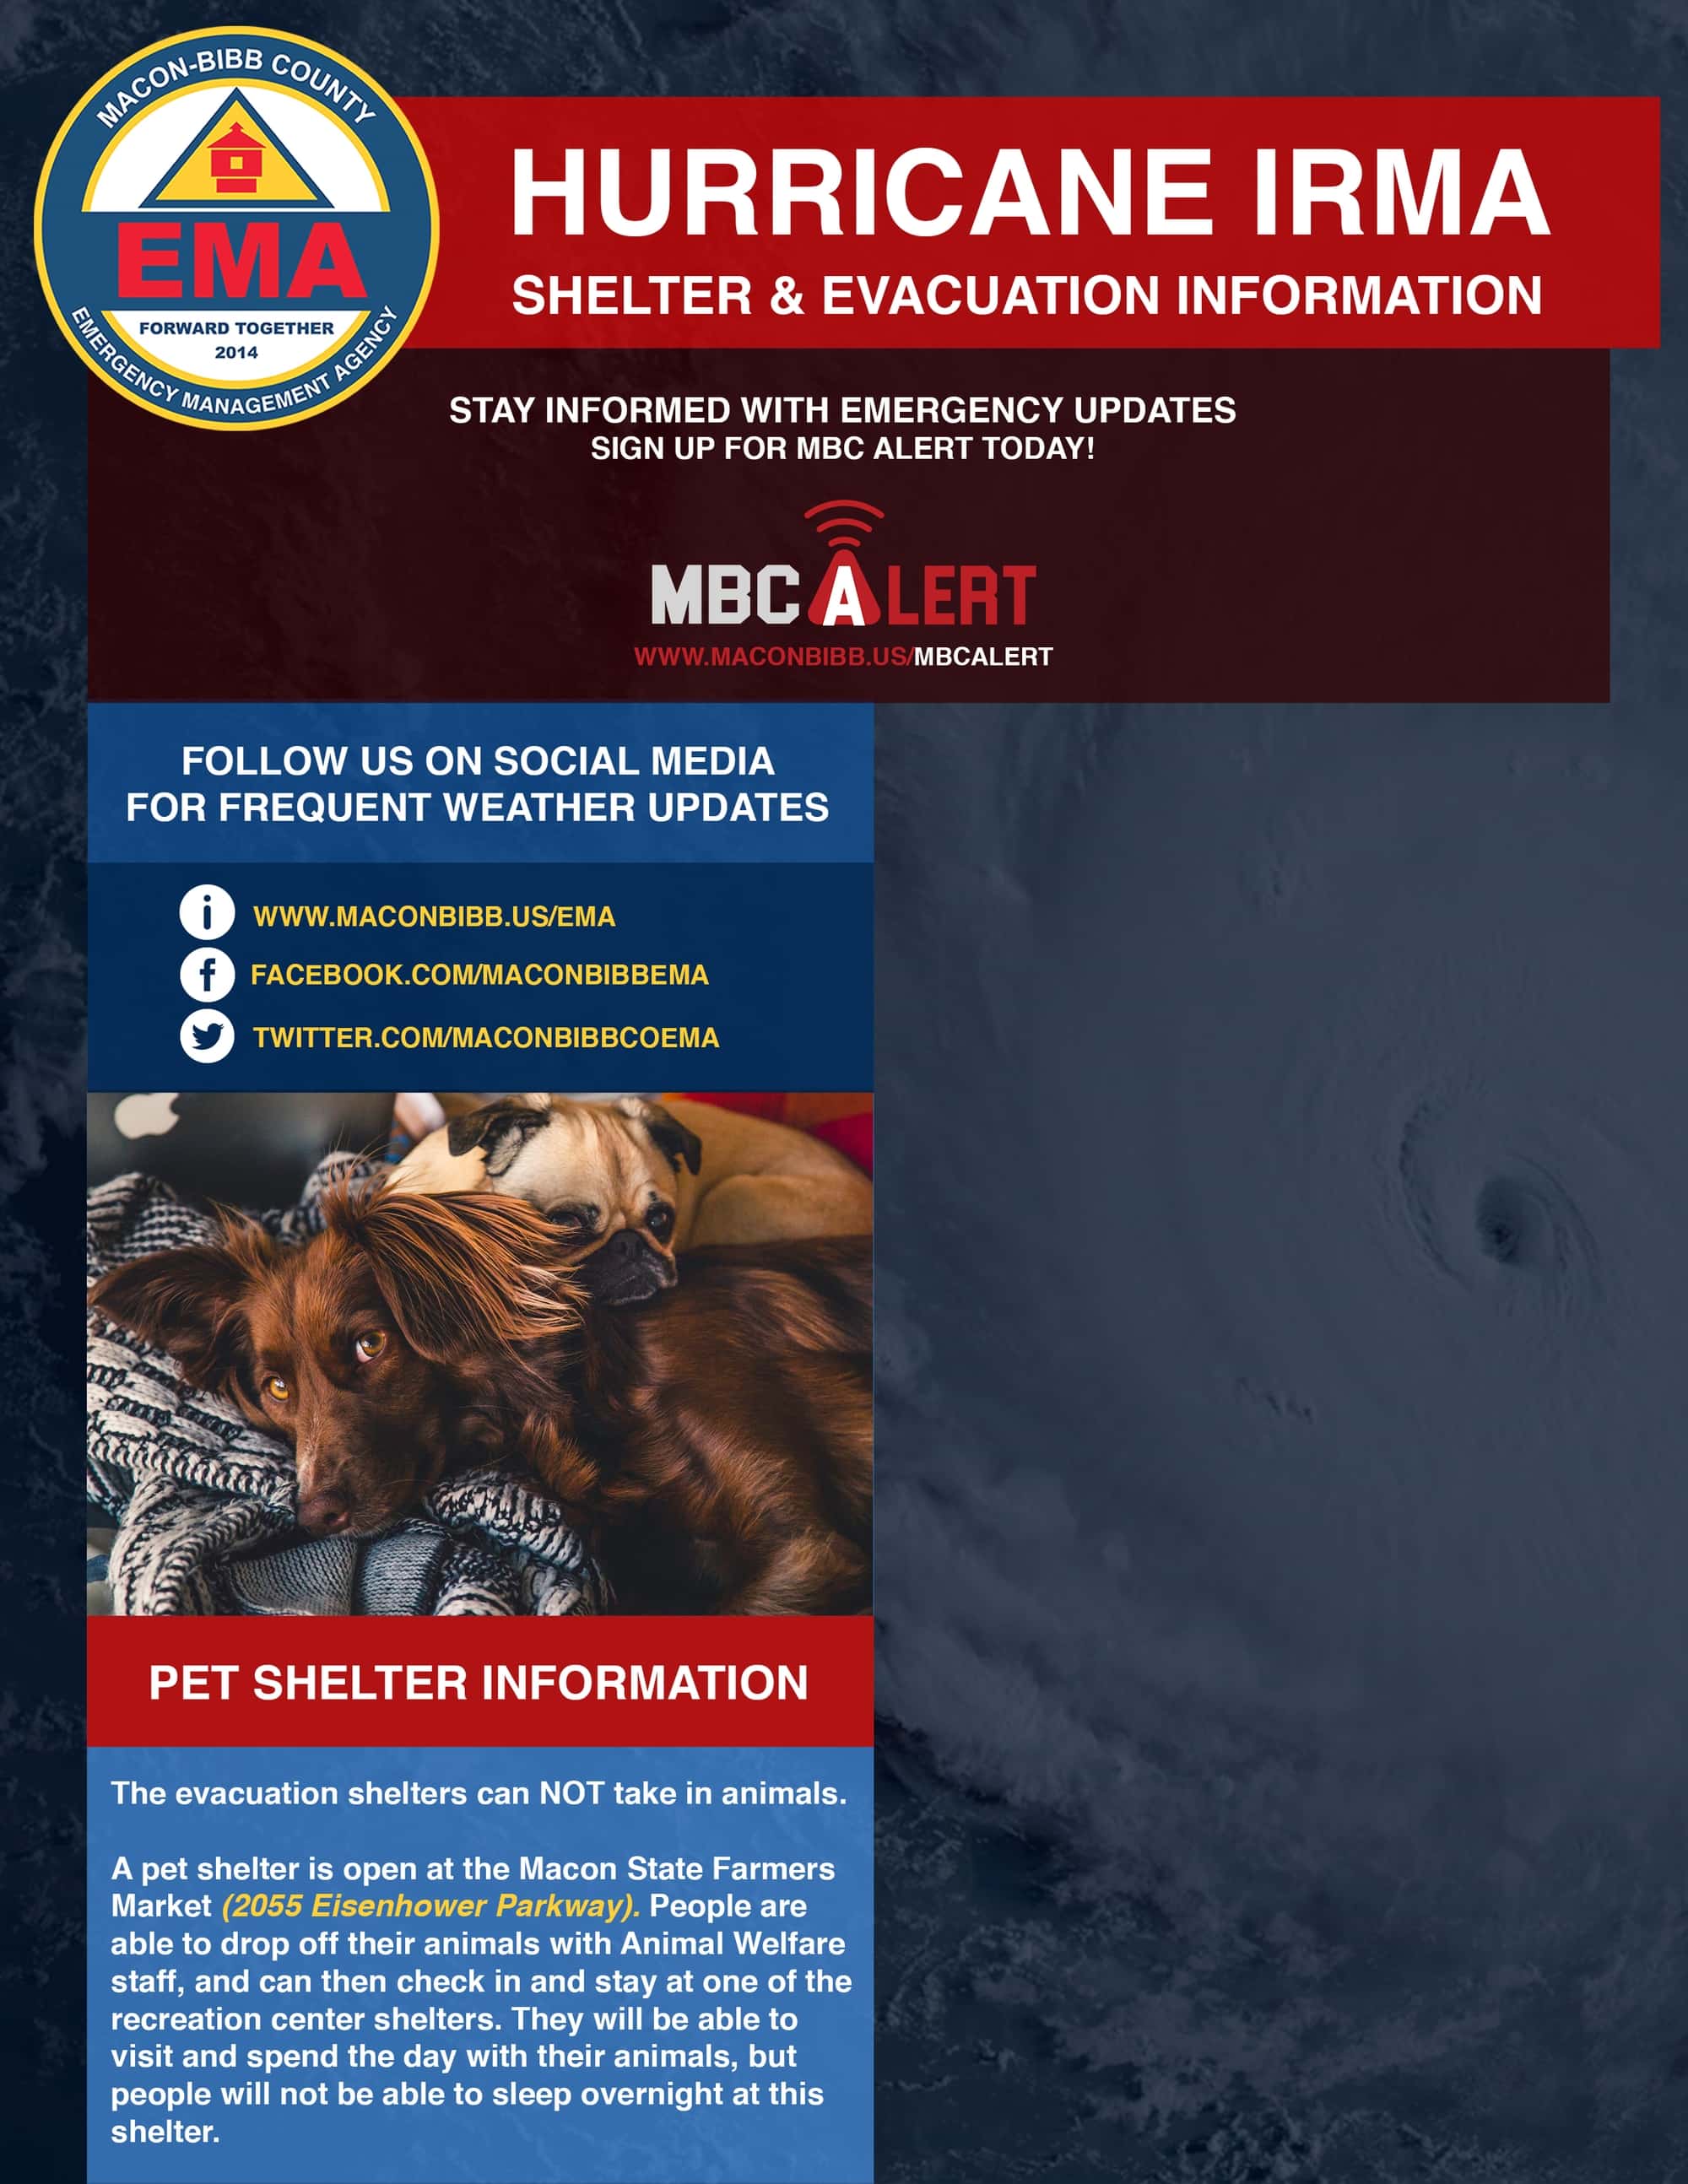 MACON-BIBB COUNTY
EMA
FORWARD TOGETHER
2014
EMERGENCY MANAGEMENT AGENCY
HURRICANE IRMA
SHELTER & EVACUATION INFORMATION
STAY INFORMED WITH EMERGENCY UPDATES
SIGN UP FOR MBC ALERT TODAY!
MBC ALERT
WWW.MACONBIBB.US/MBCALERT
FOLLOW US ON SOCIAL MEDIA
FOR FREQUENT WEATHER UPDATES
WWW.MACONBIBB.US/EMA
FACEBOOK.COM/MACONBIBBEMA
TWITTER.COM/MACONBIBBCOEMA
PET SHELTER INFORMATION
The evacuation shelters can NOT take in animals.
A pet shelter is open at the Macon State Farmers
Market (2055 Eisenhower Parkway). People are
able to drop off their animals with Animal Welfare
staff, and can then check in and stay at one of the
recreation center shelters. They will be able to
visit and spend the day with their animals, but
people will not be able to sleep overnight at this
shelter.